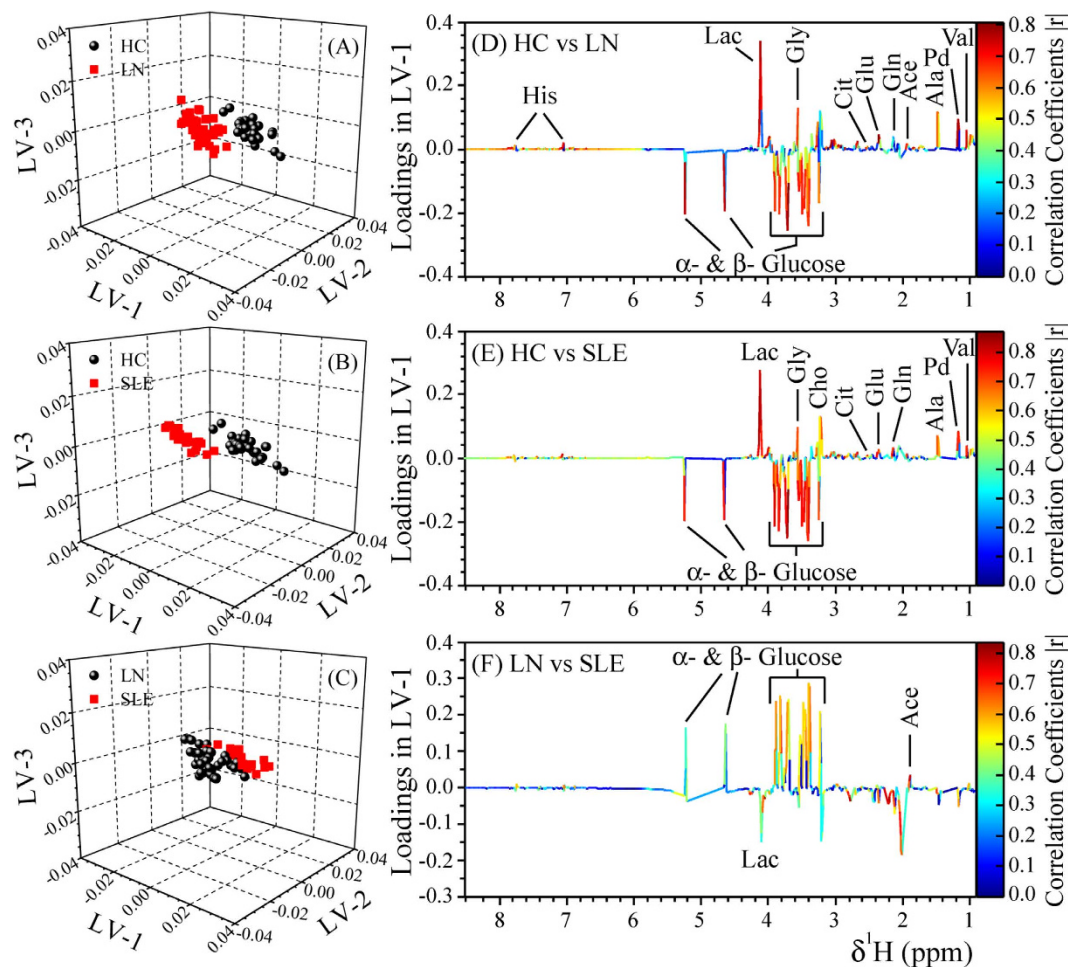 (A)
HC
LN
LV-3
0.04
0.02
0.00
-0.02
-0.04
-0.04
-0.02
0.00
0.02
0.04
LV-1
-0.04
-0.02
0.00
0.02
0.04
LV-2
(D) HC vs LN
Loadings in LV-1
0.4
0.2
0.0
-0.2
-0.4
His
Lac
Gly
Cit
Glu
Gln
Ace
Ala
Pd
Val
α- & β- Glucose
8 7 6 5 4 3 2 1
0.8
0.7
0.6
0.5
0.4
0.3
0.2
0.1
0.0
Correlation Coefficients |r|
(B)
HC
SLE
LV-3
0.04
0.02
0.00
-0.02
-0.04
-0.04
-0.02
0.00
0.02
0.04
LV-1
-0.04
-0.02
0.00
0.02
0.04
LV-2
(E) HC vs SLE
Loadings in LV-1
0.4
0.2
0.0
-0.2
-0.4
Lac
Gly
Cho
Cit
Glu
Gln
Ala
Pd
Val
α- & β- Glucose
8 7 6 5 4 3 2 1
0.8
0.7
0.6
0.5
0.4
0.3
0.2
0.1
0.0
Correlation Coefficients |r|
(C)
LN
SLE
LV-3
0.04
0.02
0.00
-0.02
-0.04
-0.04
-0.02
0.00
0.02
0.04
LV-1
-0.04
-0.02
0.00
0.02
0.04
LV-2
(F) LN vs SLE
Loadings in LV-1
0.4
0.3
0.2
0.1
0.0
-0.1
-0.2
-0.3
α- & β- Glucose
Ace
Lac
8 7 6 5 4 3 2 1
δ¹H (ppm)
0.8
0.7
0.6
0.5
0.4
0.3
0.2
0.1
0.0
Correlation Coefficients |r|